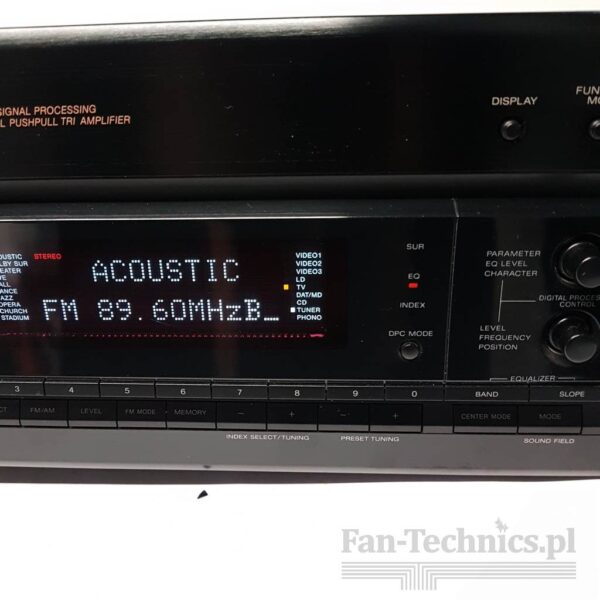 SIGNAL PROCESSING
PUSHPULL TRI AMPLIFIER
DISPLAY
STEREO
ACOUSTIC
FM 89.60MHzB_
VIDEO1
VIDEO2
VIDEO3
LD
TV
DAT/MD
CD
TUNER
PHONO
SUR
EQ
INDEX
DPC MODE
PARAMETER
EQ LEVEL
CHARACTER
DIGITAL PROCESS
CONTROL
LEVEL
FREQUENCY
POSITION
EQUALIZER
3 4 5 6 7 8 9 0 BAND SLOPE
FM/AM LEVEL FM MODE MEMORY - + - + CENTER MODE MODE
INDEX SELECT/TUNING PRESET TUNING SOUND FIELD
Fan-Technics.pl